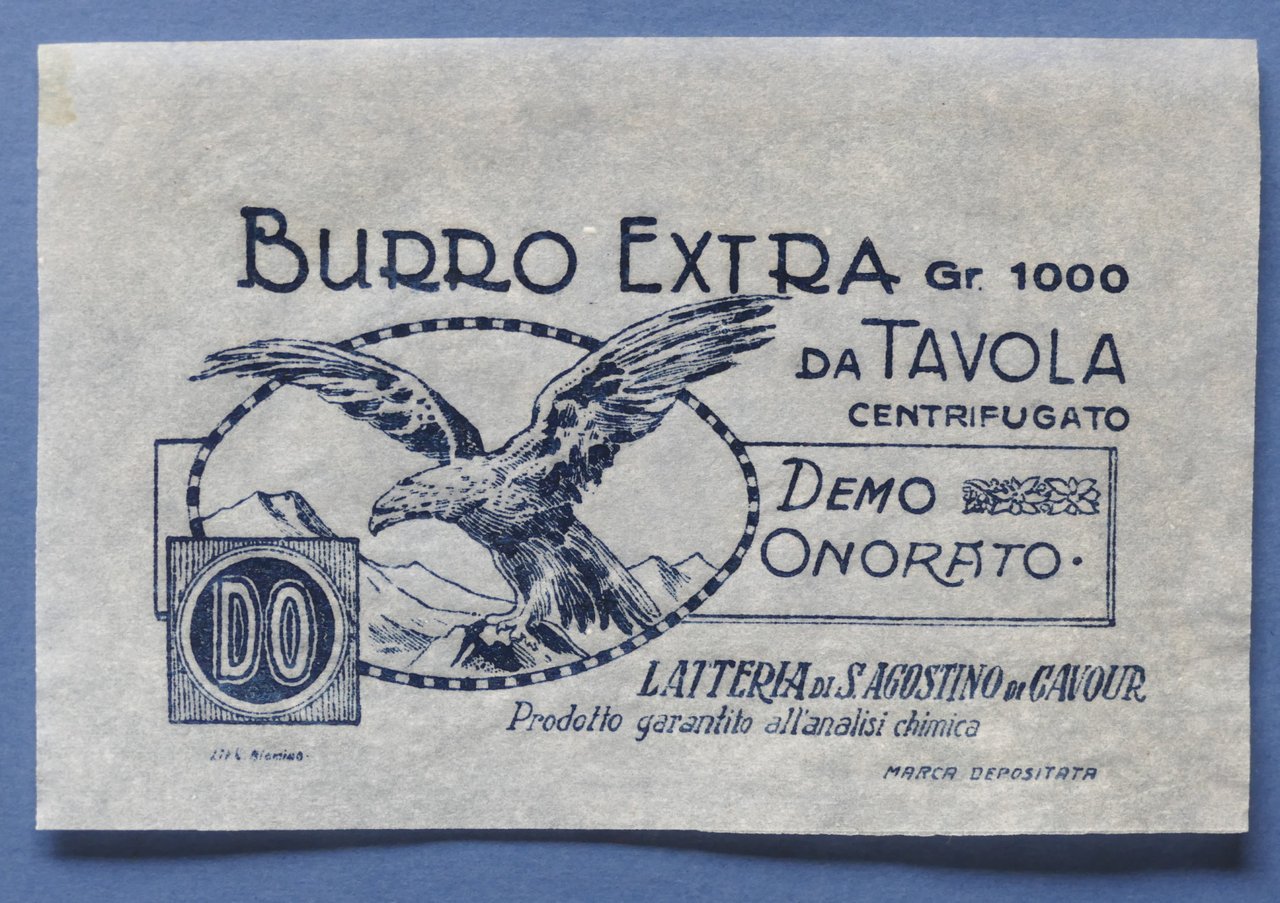 BURRO EXTRA Gr. 1000
DA TAVOLA
CENTRIFUGATO
DEMO
ONORATO.
DO
LATTERIA DI S. AGOSTINO DI CAVOUR
Prodotto garantito all'analisi chimica
MARCA DEPOSITATA